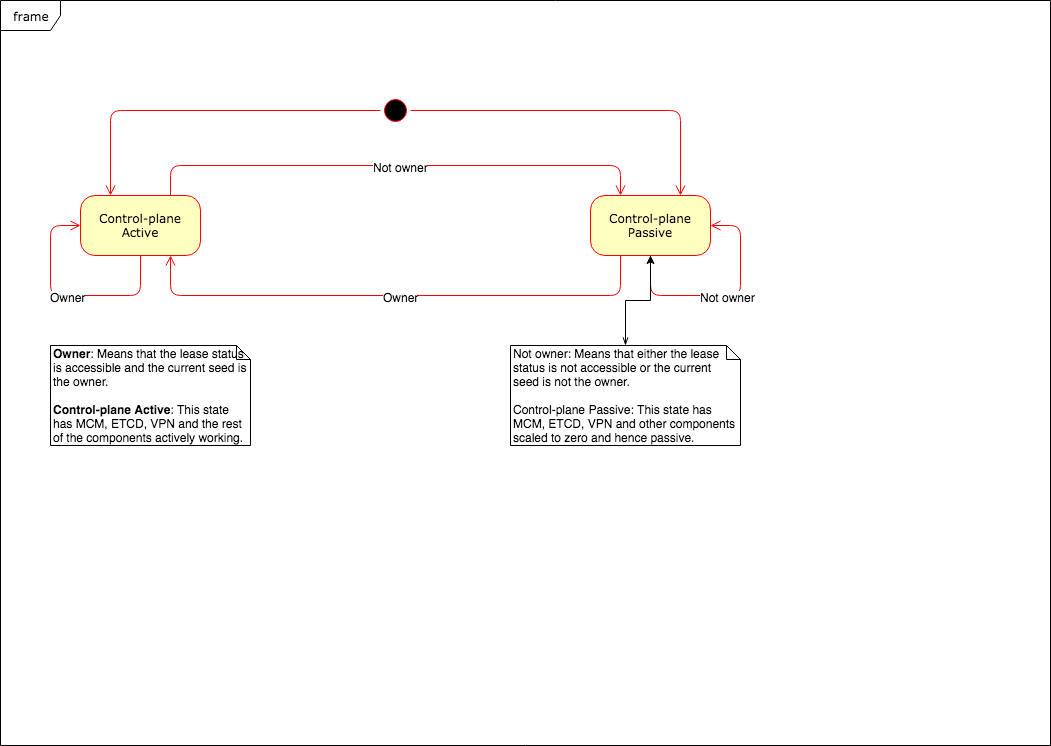 frame
Not owner
Control-plane
Active
Control-plane
Passive
Owner
Owner
Not owner
Owner: Means that the lease status
is accessible and the current seed is
the owner.
Control-plane Active: This state
has MCM, ETCD, VPN and the rest
of the components actively working.
Not owner: Means that either the lease
status is not accessible or the current
seed is not the owner.
Control-plane Passive: This state has
MCM, ETCD, VPN and other components
scaled to zero and hence passive.